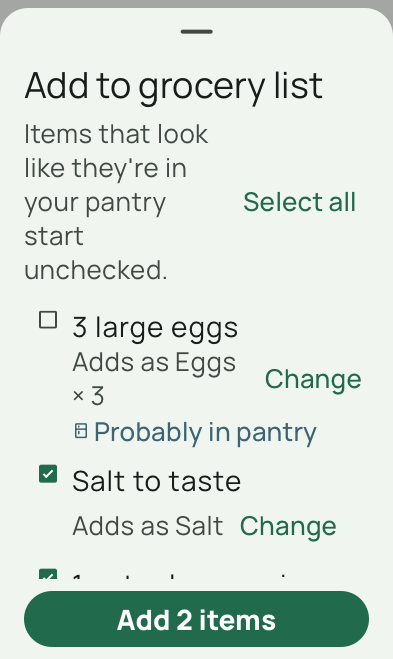 Add to grocery list
Items that look
like they're in
your pantry
start
unchecked.
Select all
3 large eggs
Adds as Eggs
× 3
Change
Probably in pantry
Salt to taste
Adds as Salt Change
Add 2 items